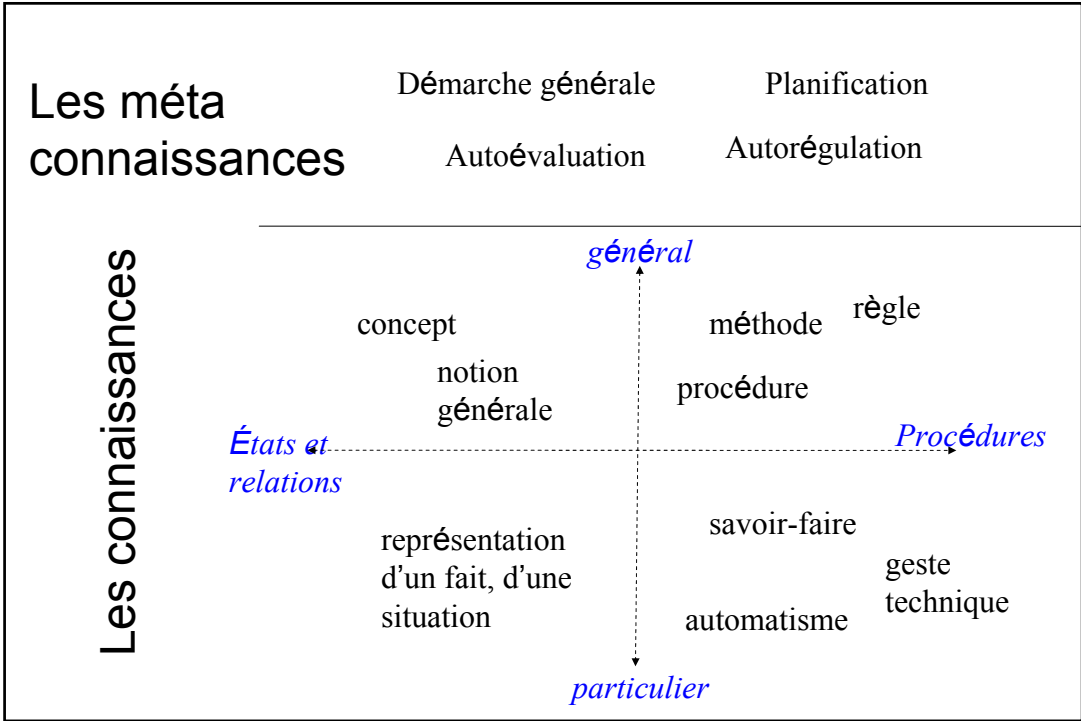 Les méta
connaissances
Démarche générale
Planification
Autoévaluation
Autorégulation
Les connaissances
général
concept
méthode
règle
notion
générale
procédure
États et
relations
Procédures
représentation
d'un fait, d'une
situation
savoir-faire
geste
technique
automatisme
particulier